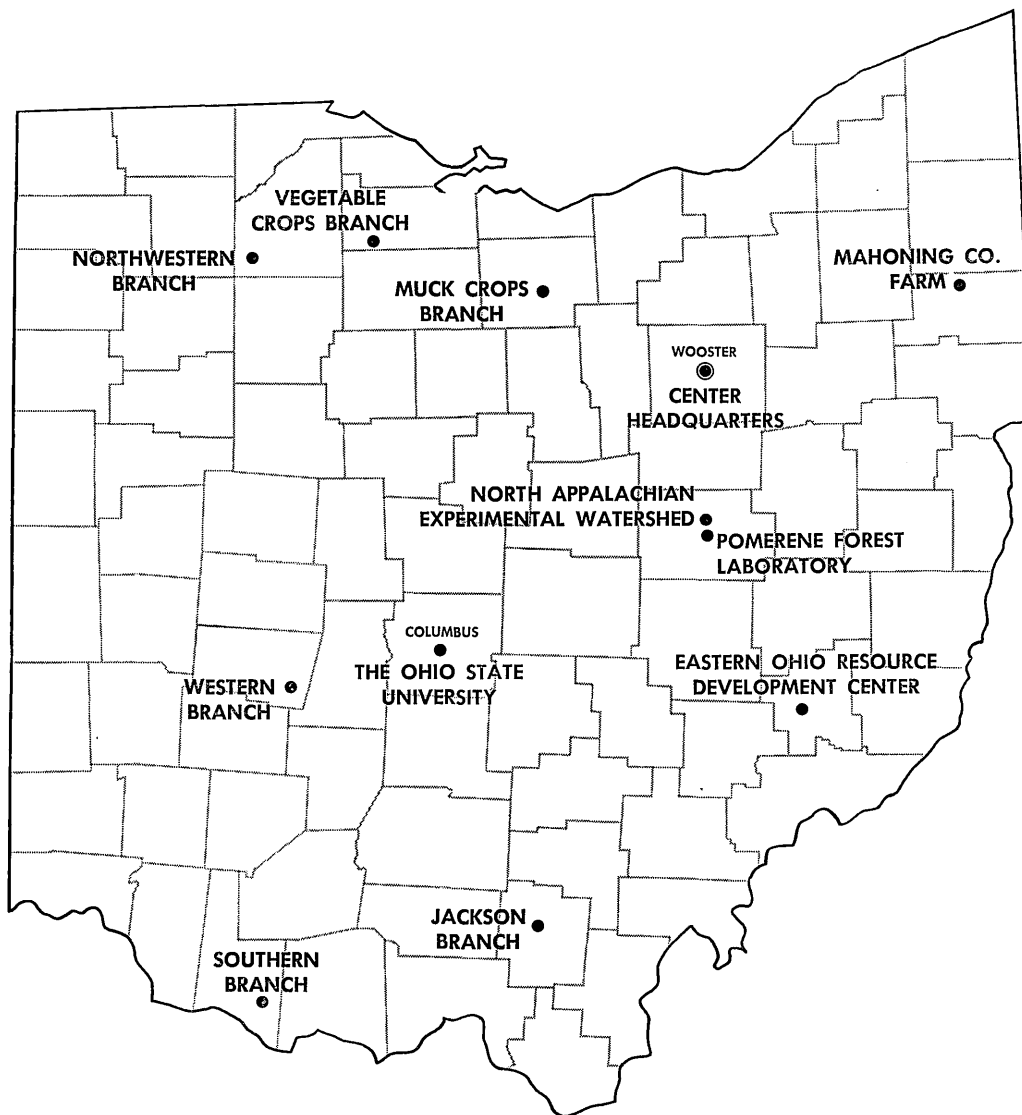 VEGETABLE
CROPS BRANCH
NORTHWESTERN
BRANCH
MUCK CROPS
BRANCH
MAHONING CO.
FARM
WOOSTER
CENTER
HEADQUARTERS
NORTH APPALACHIAN
EXPERIMENTAL WATERSHED
POMERENE FOREST
LABORATORY
COLUMBUS
THE OHIO STATE
UNIVERSITY
EASTERN OHIO RESOURCE
DEVELOPMENT CENTER
WESTERN
BRANCH
JACKSON
BRANCH
SOUTHERN
BRANCH